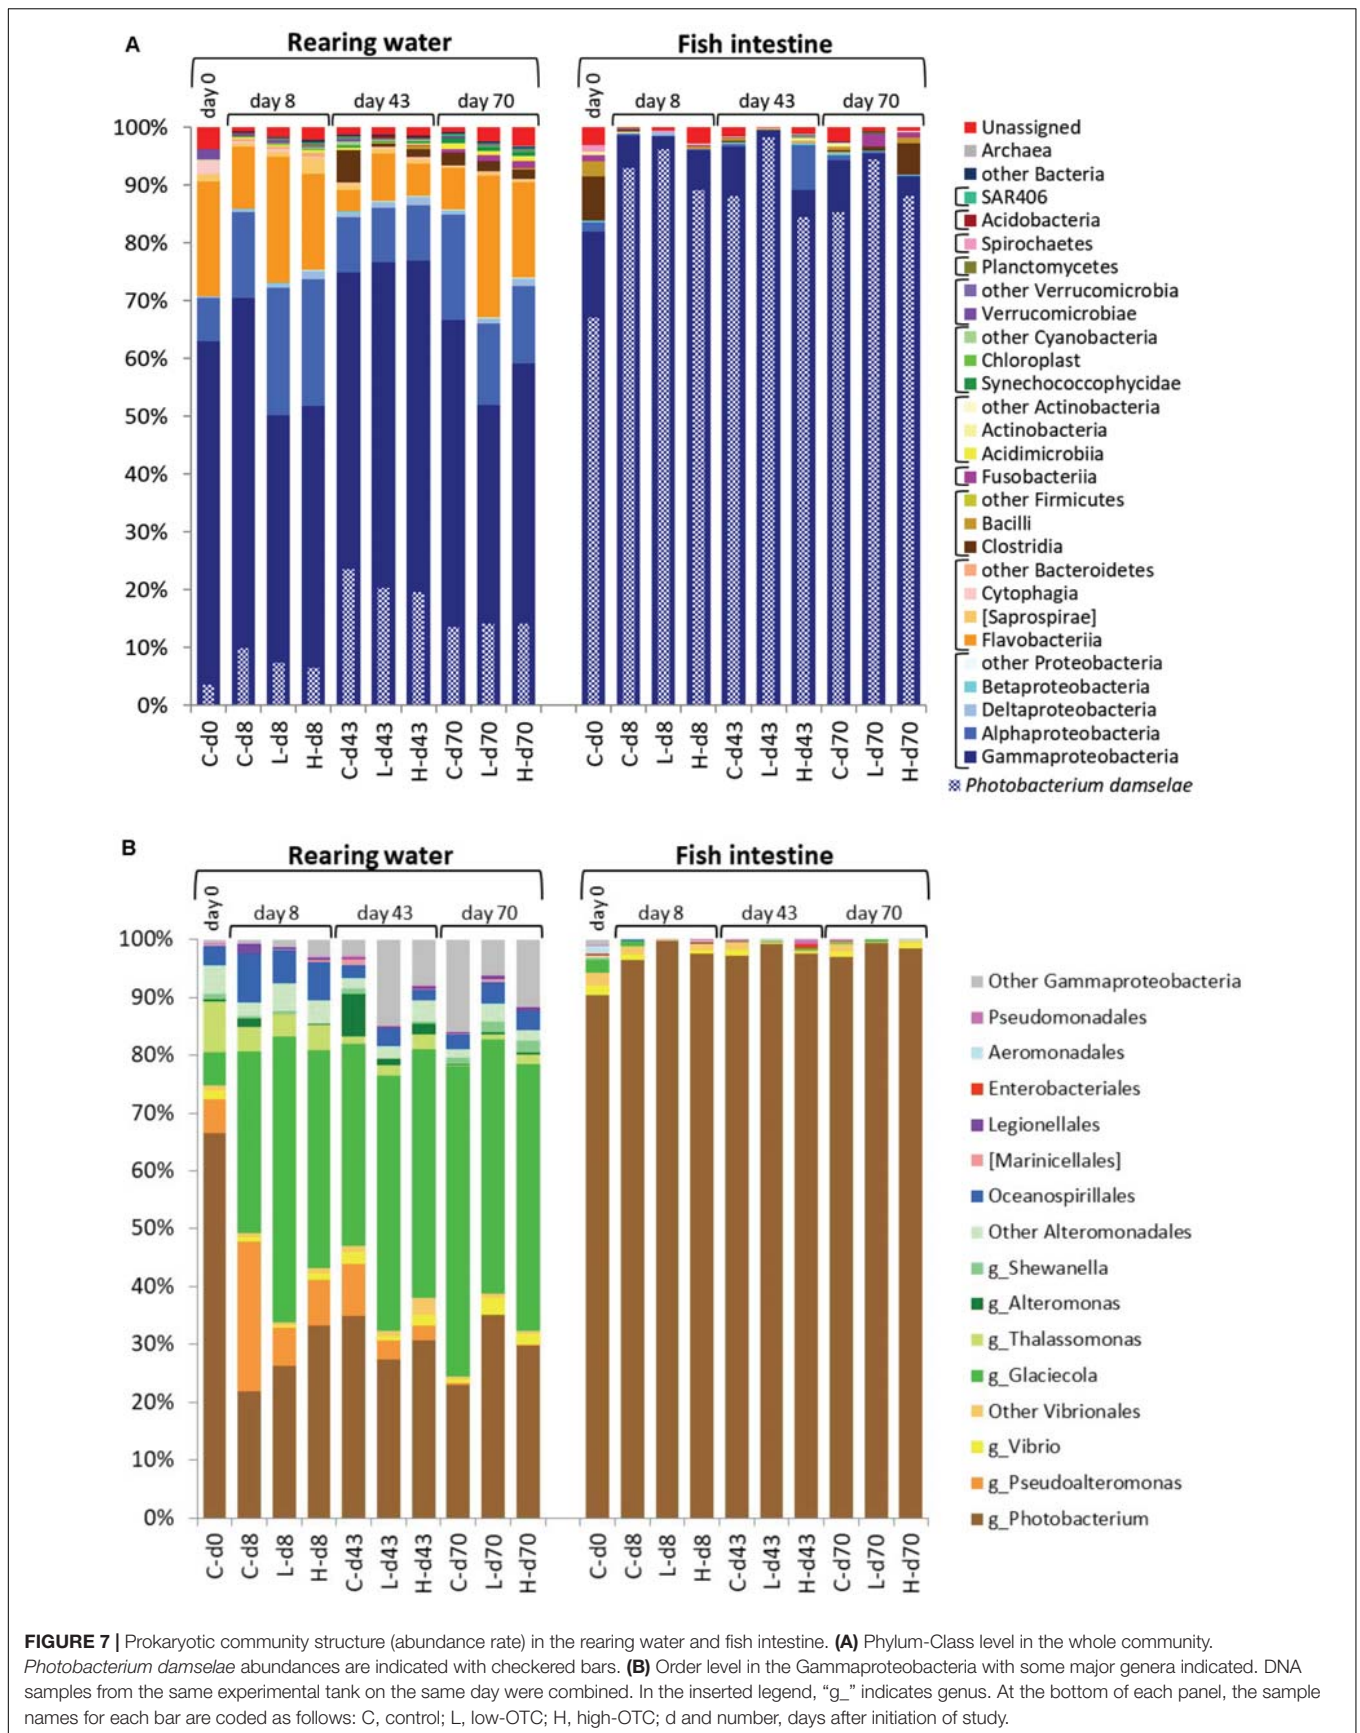 A
Rearing water
Fish intestine
day 0
day 8
day 43
day 70
day 0
day 8
day 43
day 70
100%
90%
80%
70%
60%
50%
40%
30%
20%
10%
0%
C-d0
C-d8
L-d8
H-d8
C-d43
L-d43
H-d43
C-d70
L-d70
H-d70
C-d0
C-d8
L-d8
H-d8
C-d43
L-d43
H-d43
C-d70
L-d70
H-d70
Unassigned
Archaea
other Bacteria
SAR406
Acidobacteria
Spirochaetes
Planctomycetes
other Verrucomicrobia
Verrucomicrobiae
other Cyanobacteria
Chloroplast
Synechococcophycidae
other Actinobacteria
Actinobacteria
Acidimicrobiia
Fusobacteriia
other Firmicutes
Bacilli
Clostridia
other Bacteroidetes
Cytophagia
[Saprospirae]
Flavobacteriia
other Proteobacteria
Betaproteobacteria
Deltaproteobacteria
Alphaproteobacteria
Gammaproteobacteria
Photobacterium damselae
B
Rearing water
Fish intestine
day 0
day 8
day 43
day 70
day 0
day 8
day 43
day 70
100%
90%
80%
70%
60%
50%
40%
30%
20%
10%
0%
C-d0
C-d8
L-d8
H-d8
C-d43
L-d43
H-d43
C-d70
L-d70
H-d70
C-d0
C-d8
L-d8
H-d8
C-d43
L-d43
H-d43
C-d70
L-d70
H-d70
Other Gammaproteobacteria
Pseudomonadales
Aeromonadales
Enterobacteriales
Legionellales
[Marinicellales]
Oceanospirillales
Other Alteromonadales
g_Shewanella
g_Alteromonas
g_Thalassomonas
g_Glaciecola
Other Vibrionales
g_Vibrio
g_Pseudoalteromonas
g_Photobacterium
FIGURE 7 | Prokaryotic community structure (abundance rate) in the rearing water and fish intestine. (A) Phylum-Class level in the whole community.
Photobacterium damselae abundances are indicated with checkered bars. (B) Order level in the Gammaproteobacteria with some major genera indicated. DNA
samples from the same experimental tank on the same day were combined. In the inserted legend, “g_” indicates genus. At the bottom of each panel, the sample
names for each bar are coded as follows: C, control; L, low-OTC; H, high-OTC; d and number, days after initiation of study.